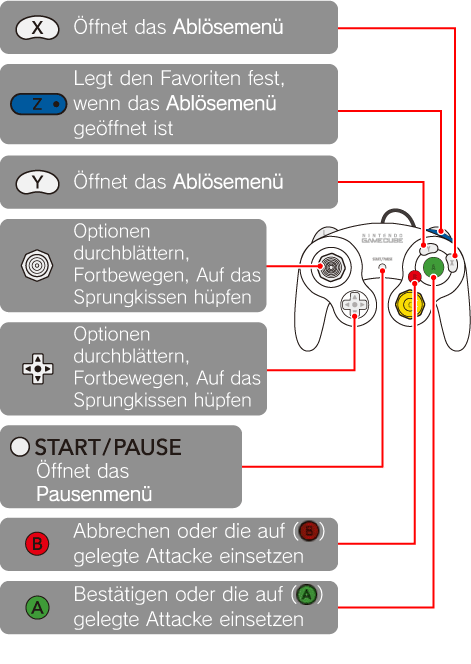 X Öffnet das Ablösemenü
Legt den Favoriten fest,
Z wenn das Ablösemenü
geöffnet ist
Y Öffnet das Ablösemenü
NINTENDO
GAMECUBE
START/PAUSE
Optionen
durchblättern,
Fortbewegen, Auf das
Sprungkissen hüpfen
Optionen
durchblättern,
Fortbewegen, Auf das
Sprungkissen hüpfen
START/PAUSE
Öffnet das
Pausenmenü
B Abbrechen oder die auf (B)
gelegte Attacke einsetzen
A Bestätigen oder die auf (A)
gelegte Attacke einsetzen